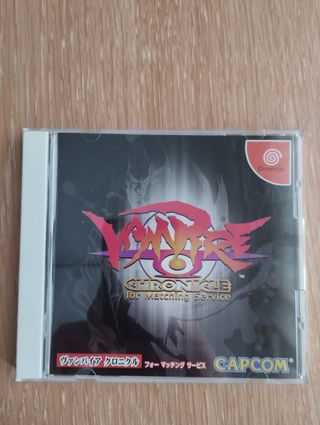 Dreamcast
VAMPIRE
TM
CHRONICLE
for Matching Service
ヴァンパイア クロニクル フォー マッチング サービス
CAPCOM